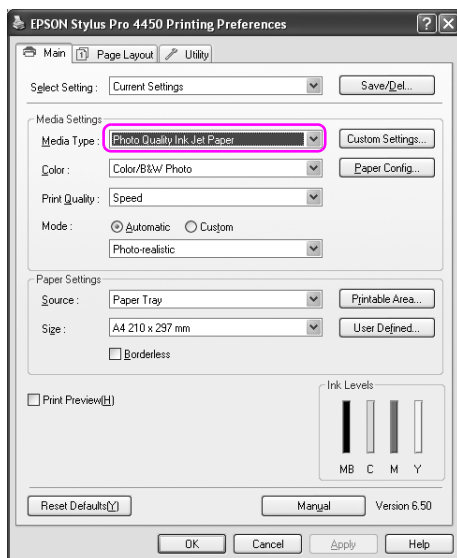 EPSON Stylus Pro 4450 Printing Preferences
Main Page Layout Utility
Select Setting : Current Settings Save/Del...
Media Settings
Media Type : Photo Quality Ink Jet Paper Custom Settings...
Color : Color/B&W Photo Paper Config...
Print Quality : Speed
Mode : Automatic Custom
Photo-realistic
Paper Settings
Source : Paper Tray Printable Area...
Size : A4 210 x 297 mm User Defined...
Borderless
Ink Levels
Print Preview(H)
MB C M Y
Reset Defaults(Y) Manual Version 6.50
OK Cancel Apply Help